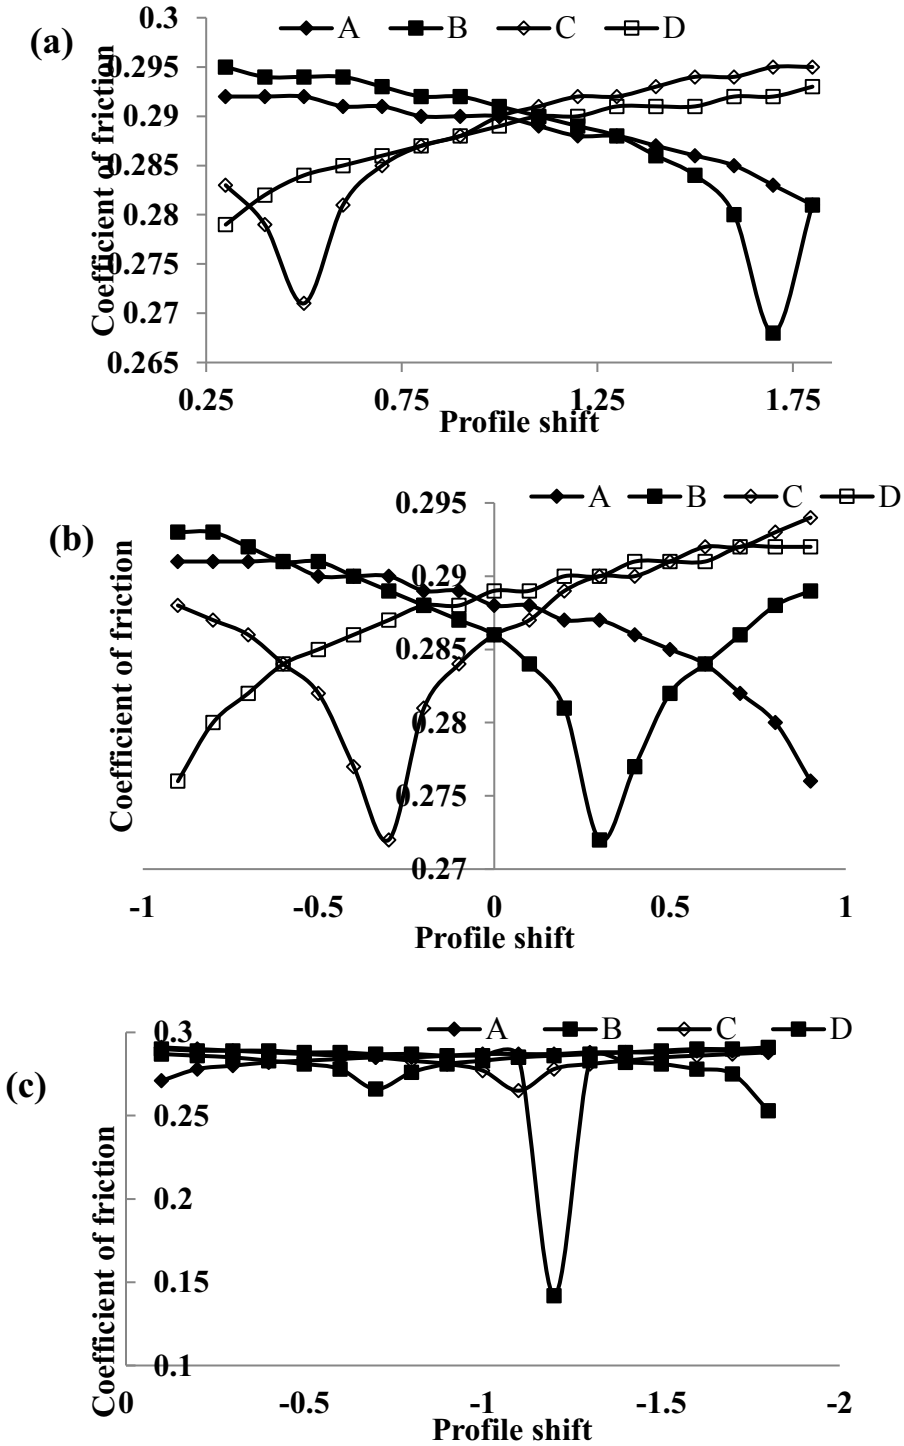 (a)
A B C D
Coefficient of friction
0.3
0.295
0.29
0.285
0.28
0.275
0.27
0.265
0.25 0.75 1.25 1.75
Profile shift
(b)
A B C D
Coefficient of friction
0.295
0.29
0.285
0.28
0.275
0.27
-1 -0.5 0 0.5 1
Profile shift
(c)
A B C D
Coefficient of friction
0.3
0.25
0.2
0.15
0.1
0 -0.5 -1 -1.5 -2
Profile shift